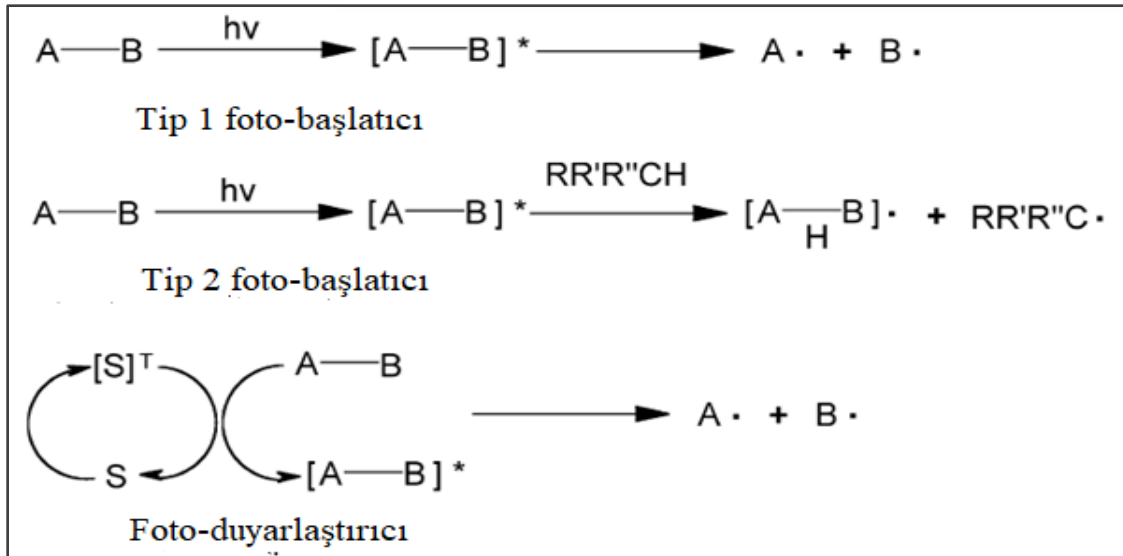 hv
A—B → [A—B]* → A· + B·
Tip 1 foto-başlatıcı
hv RR'R''CH
A—B → [A—B]* → [A—B]· + RR'R''C·
H
Tip 2 foto-başlatıcı
[S]ᵀ A—B
→ A· + B·
S [A—B]*
Foto-duyarlaştırıcı